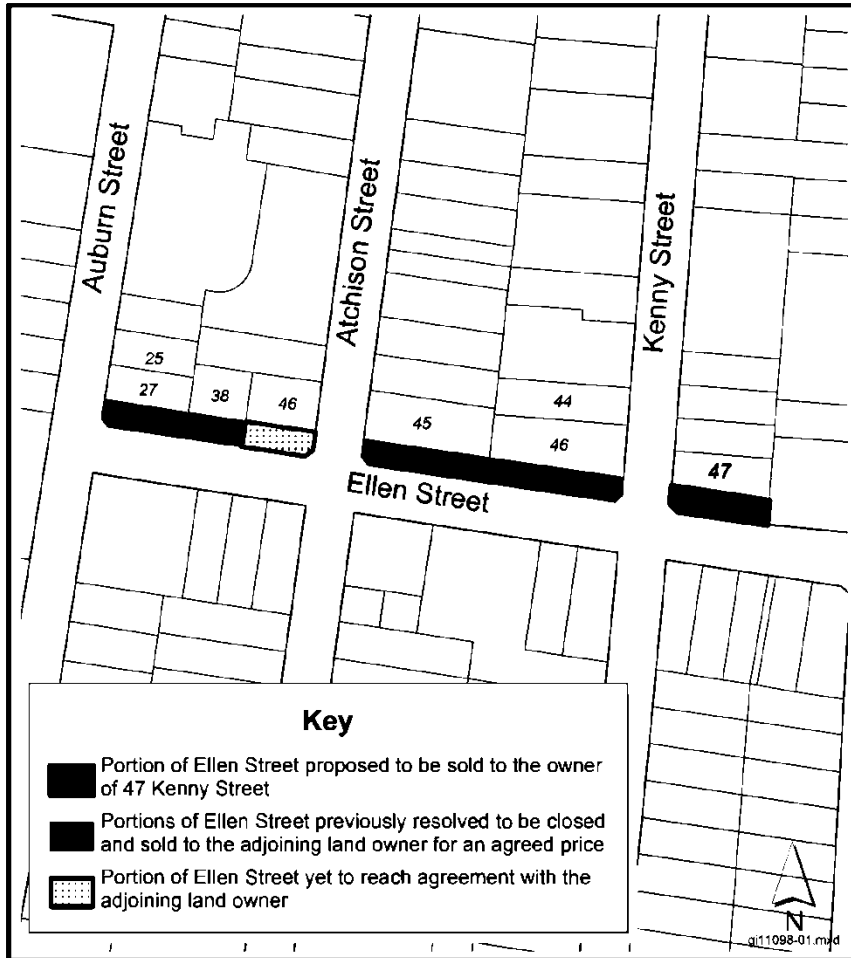 Auburn Street
Atchison Street
Kenny Street
25
27
38
46
45
44
46
47
Ellen Street
Key
Portion of Ellen Street proposed to be sold to the owner
of 47 Kenny Street
Portions of Ellen Street previously resolved to be closed
and sold to the adjoining land owner for an agreed price
Portion of Ellen Street yet to reach agreement with the
adjoining land owner
N
gi11098-01.mxd